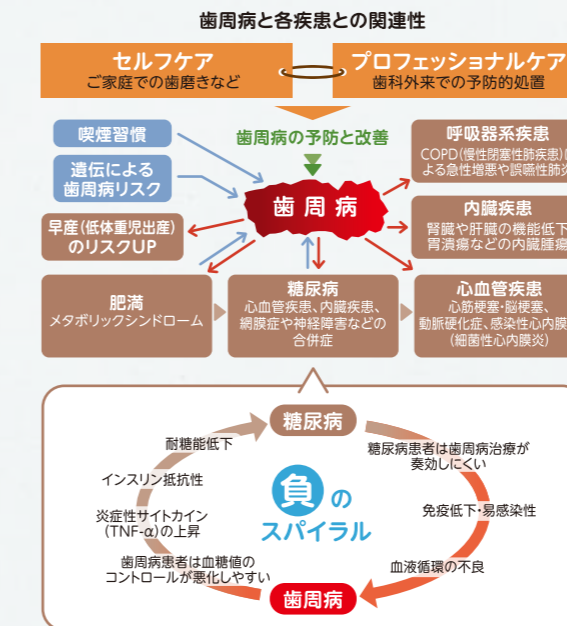 歯周病と各疾患との関連性
セルフケア
ご家庭での歯磨きなど
プロフェッショナルケア
歯科外来での予防的処置
喫煙習慣
遺伝による
歯周病リスク
歯周病の予防と改善
歯周病
呼吸器系疾患
COPD(慢性閉塞性肺疾患)に
よる急性増悪や誤嚥性肺炎
早産(低体重児出産)
のリスクUP
内臓疾患
腎臓や肝臓の機能低下
胃潰瘍などの内臓腫瘍
肥満
メタボリックシンドローム
糖尿病
心血管疾患、内臓疾患、
網膜症や神経障害などの
合併症
心血管疾患
心筋梗塞・脳梗塞、
動脈硬化症、感染性心内膜
(細菌性心内膜炎)
糖尿病
耐糖能低下
インスリン抵抗性
炎症性サイトカイン
(TNF-α)の上昇
歯周病患者は血糖値の
コントロールが悪化しやすい
負の
スパイラル
糖尿病患者は歯周病治療が
奏効しにくい
免疫低下・易感染性
血液循環の不良
歯周病